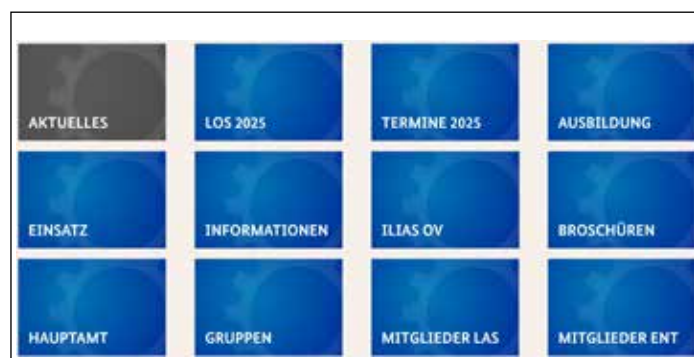 AKTUELLES
LOS 2025
TERMINE 2025
AUSBILDUNG
EINSATZ
INFORMATIONEN
ILIAS OV
BROSCHÜREN
HAUPTAMT
GRUPPEN
MITGLIEDER LAS
MITGLIEDER ENT